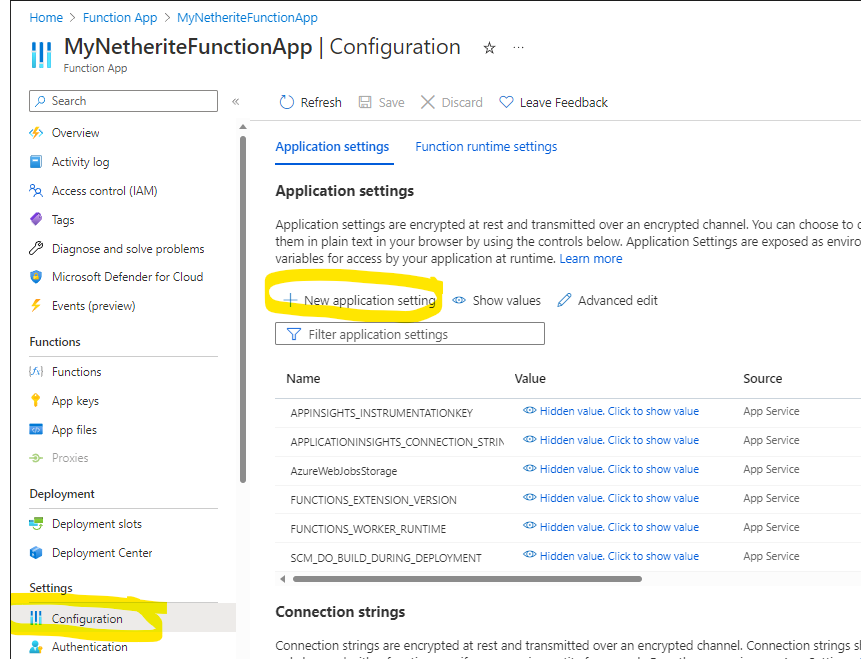 Home > Function App > MyNetheriteFunctionApp
MyNetheriteFunctionApp | Configuration
Function App
Search
«
Refresh Save Discard Leave Feedback
Overview
Activity log
Access control (IAM)
Tags
Diagnose and solve problems
Microsoft Defender for Cloud
Events (preview)
Functions
Functions
App keys
App files
Proxies
Deployment
Deployment slots
Deployment Center
Settings
Configuration
Authentication
Application settings Function runtime settings
Application settings
Application settings are encrypted at rest and transmitted over an encrypted channel. You can choose to
them in plain text in your browser by using the controls below. Application Settings are exposed as enviro
variables for access by your application at runtime. Learn more
New application setting Show values Advanced edit
Filter application settings
Name Value Source
APPINSIGHTS_INSTRUMENTATIONKEY Hidden value. Click to show value App Service
APPLICATIONINSIGHTS_CONNECTION_STRIN Hidden value. Click to show value App Service
AzureWebJobsStorage Hidden value. Click to show value App Service
FUNCTIONS_EXTENSION_VERSION Hidden value. Click to show value App Service
FUNCTIONS_WORKER_RUNTIME Hidden value. Click to show value App Service
SCM_DO_BUILD_DURING_DEPLOYMENT Hidden value. Click to show value App Service
Connection strings
Connection strings are encrypted at rest and transmitted over an encrypted channel. Connection strings s